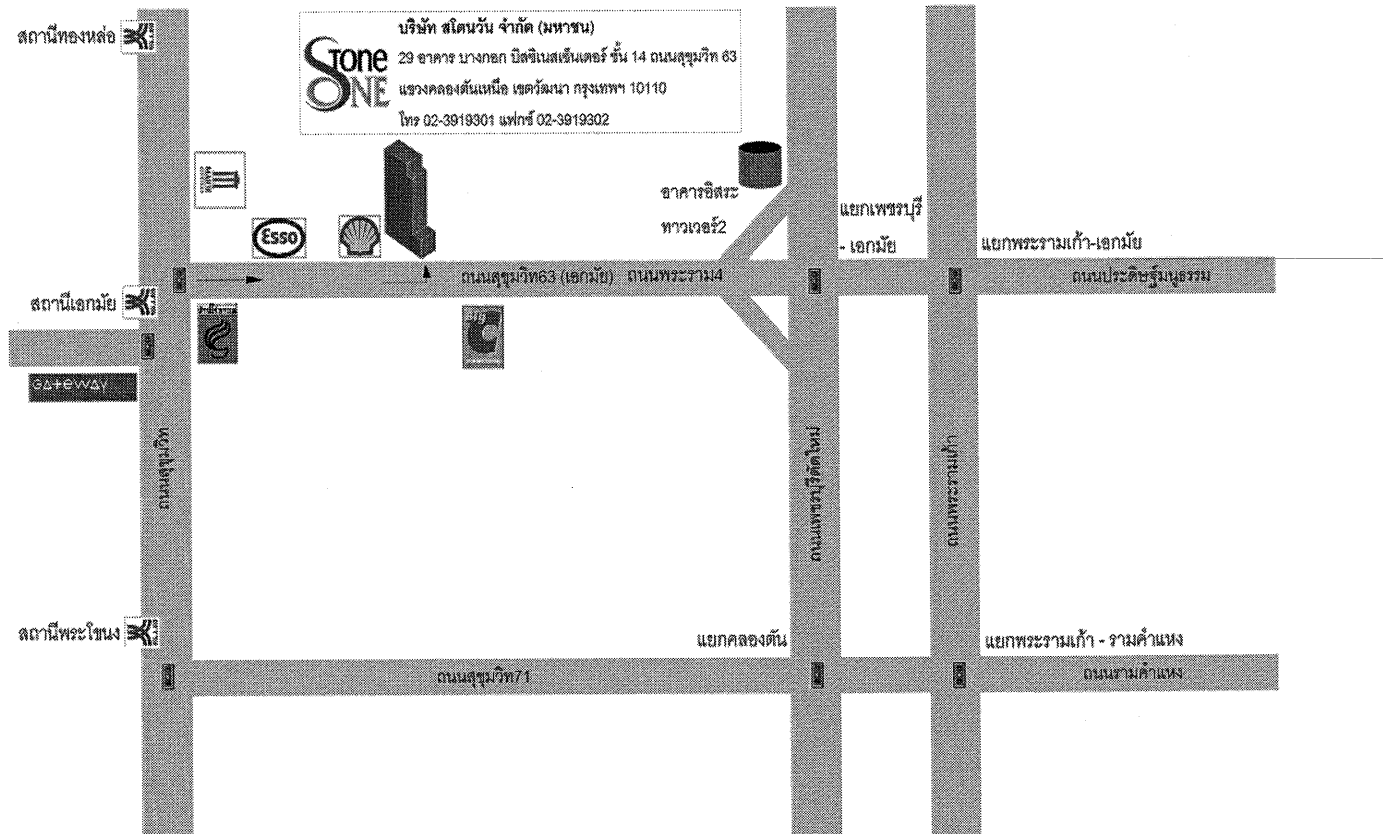 สถานีทองหล่อ
Stone
ONE
บริษัท สโตนวัน จำกัด (มหาชน)
29 อาคาร บางกอก บิสซิเนสเซ็นเตอร์ ชั้น 14 ถนนสุขุมวิท 63
แขวงคลองตันเหนือ เขตวัฒนา กรุงเทพฯ 10110
โทร 02-3919301 แฟกซ์ 02-3919302
Esso
อาคารอิสระ
ทาวเวอร์2
แยกเพชรบุรี
- เอกมัย
แยกพระรามเก้า-เอกมัย
ถนนสุขุมวิท63 (เอกมัย)
ถนนพระราม4
ถนนประดิษฐ์มนูธรรม
สถานีเอกมัย
GATEWAY
ถนนสุขุมวิท
ถนนเพชรบุรีตัดใหม่
ถนนพระรามเก้า
สถานีพระโขนง
แยกคลองตัน
แยกพระรามเก้า - รามคำแหง
ถนนสุขุมวิท71
ถนนรามคำแหง